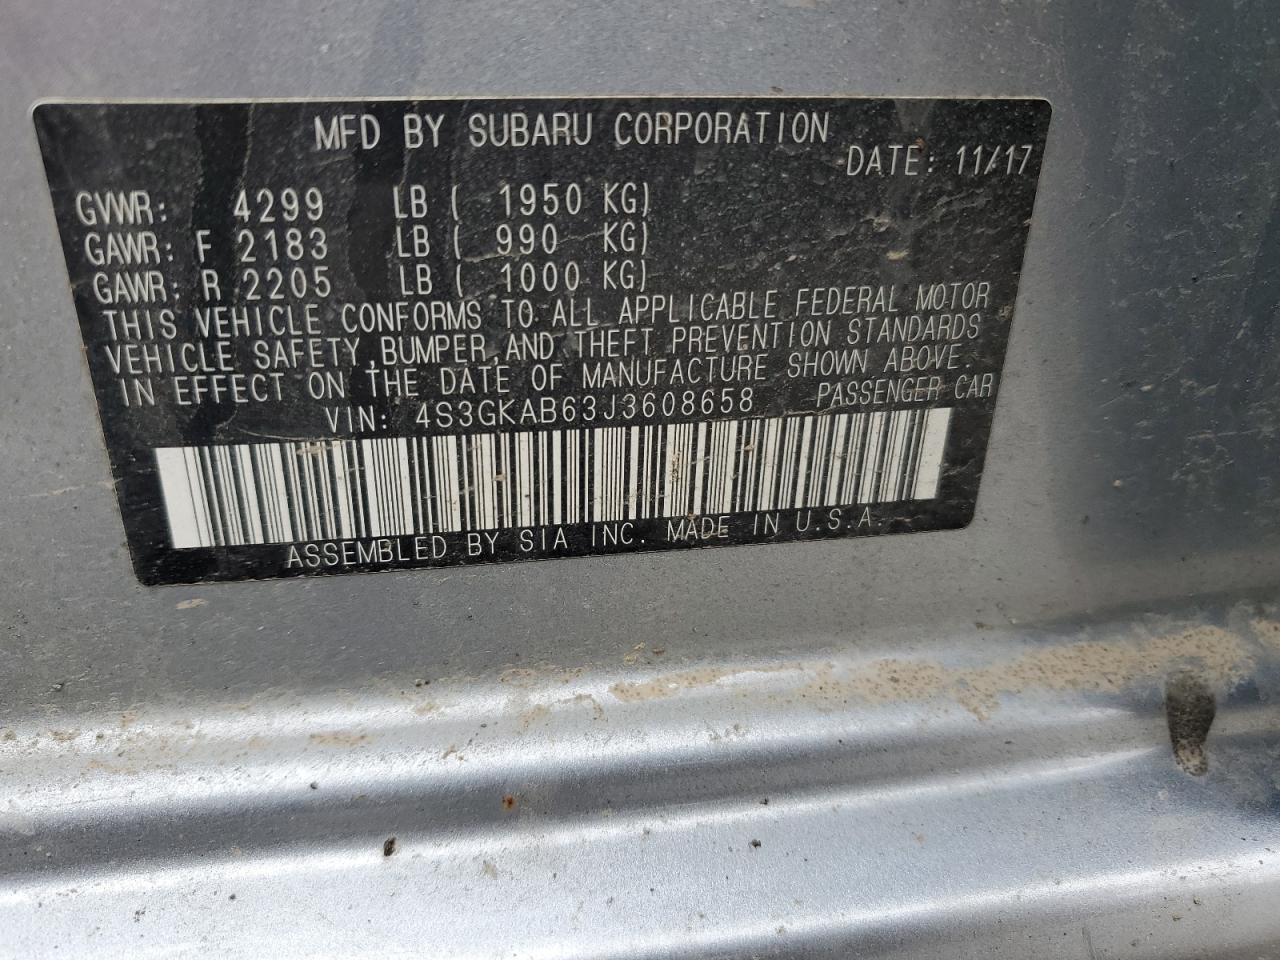 MFD BY SUBARU CORPORATION
DATE: 11/17
GVWR: 4299 LB ( 1950 KG)
GAWR: F 2183 LB ( 990 KG)
GAWR: R 2205 LB ( 1000 KG)
THIS VEHICLE CONFORMS TO ALL APPLICABLE FEDERAL MOTOR
VEHICLE SAFETY,BUMPER,AND THEFT PREVENTION STANDARDS
IN EFFECT ON THE DATE OF MANUFACTURE SHOWN ABOVE.
VIN: 4S3GKAB63J3608658 PASSENGER CAR
ASSEMBLED BY SIA INC. MADE IN U.S.A.